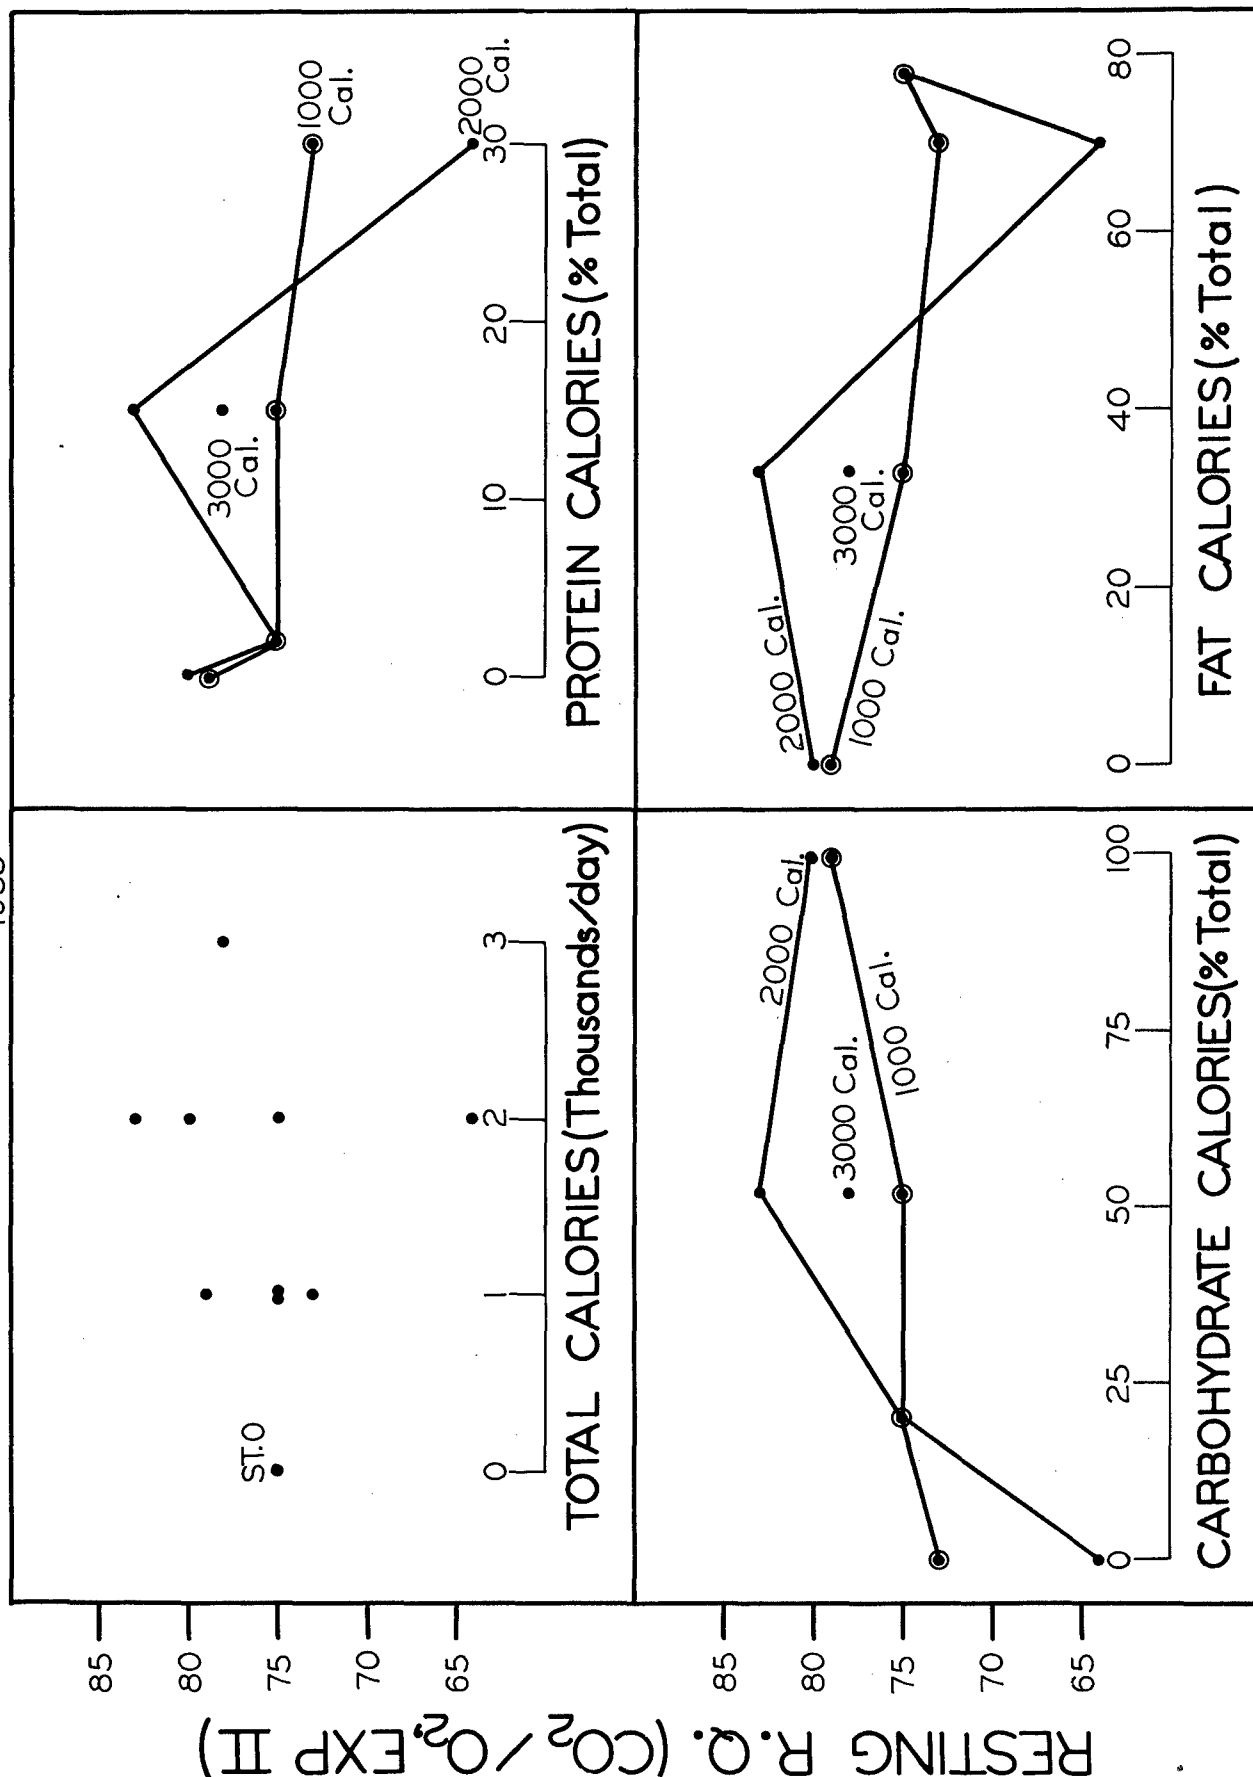 RESTING R.Q. (CO₂/O₂, EXP II)
85
80
75
70
65
ST.O
0
1
2
3
TOTAL CALORIES (Thousands/day)
3000
Cal.
1000
Cal.
2000
Cal.
0
10
20
30
PROTEIN CALORIES (% Total)
85
80
75
70
65
2000 Cal.
3000 Cal.
1000 Cal.
0
25
50
75
100
CARBOHYDRATE CALORIES (% Total)
2000 Cal.
3000
Cal.
1000 Cal.
0
20
40
60
80
FAT CALORIES (% Total)